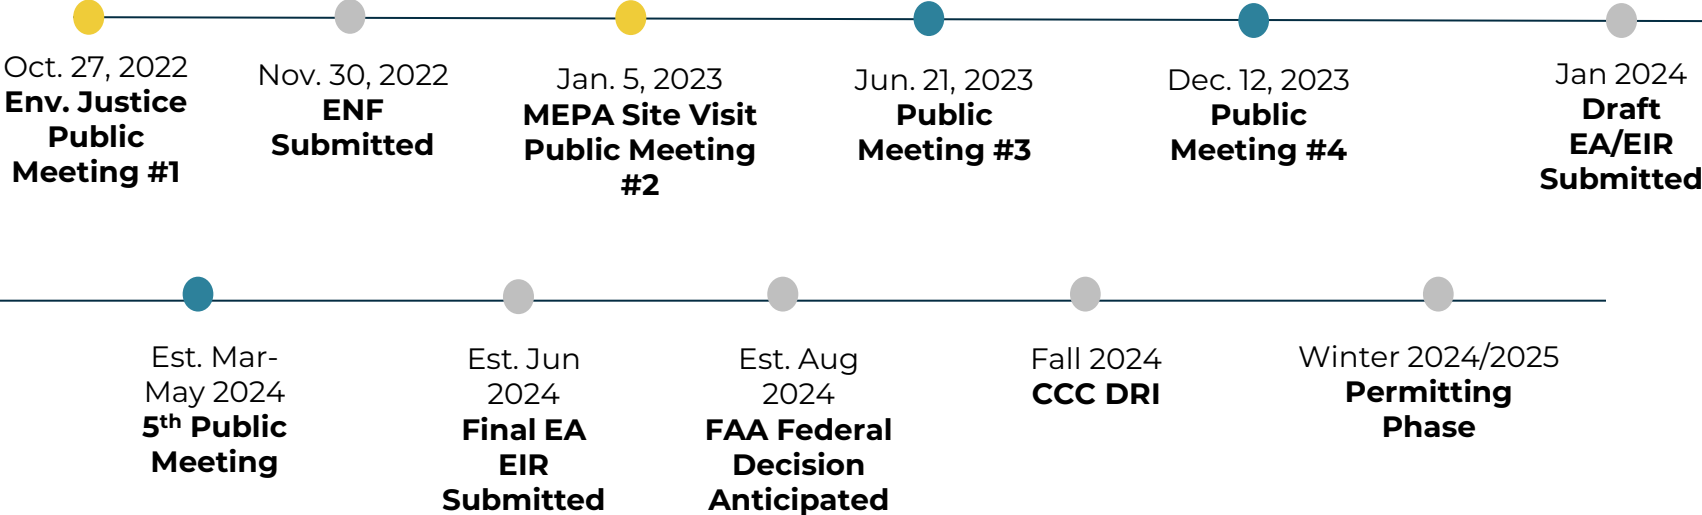 Oct. 27, 2022
Env. Justice
Public
Meeting #1
Nov. 30, 2022
ENF
Submitted
Jan. 5, 2023
MEPA Site Visit
Public Meeting
#2
Jun. 21, 2023
Public
Meeting #3
Dec. 12, 2023
Public
Meeting #4
Jan 2024
Draft
EA/EIR
Submitted
Est. Mar-
May 2024
5th Public
Meeting
Est. Jun
2024
Final EA
EIR
Submitted
Est. Aug
2024
FAA Federal
Decision
Anticipated
Fall 2024
CCC DRI
Winter 2024/2025
Permitting
Phase